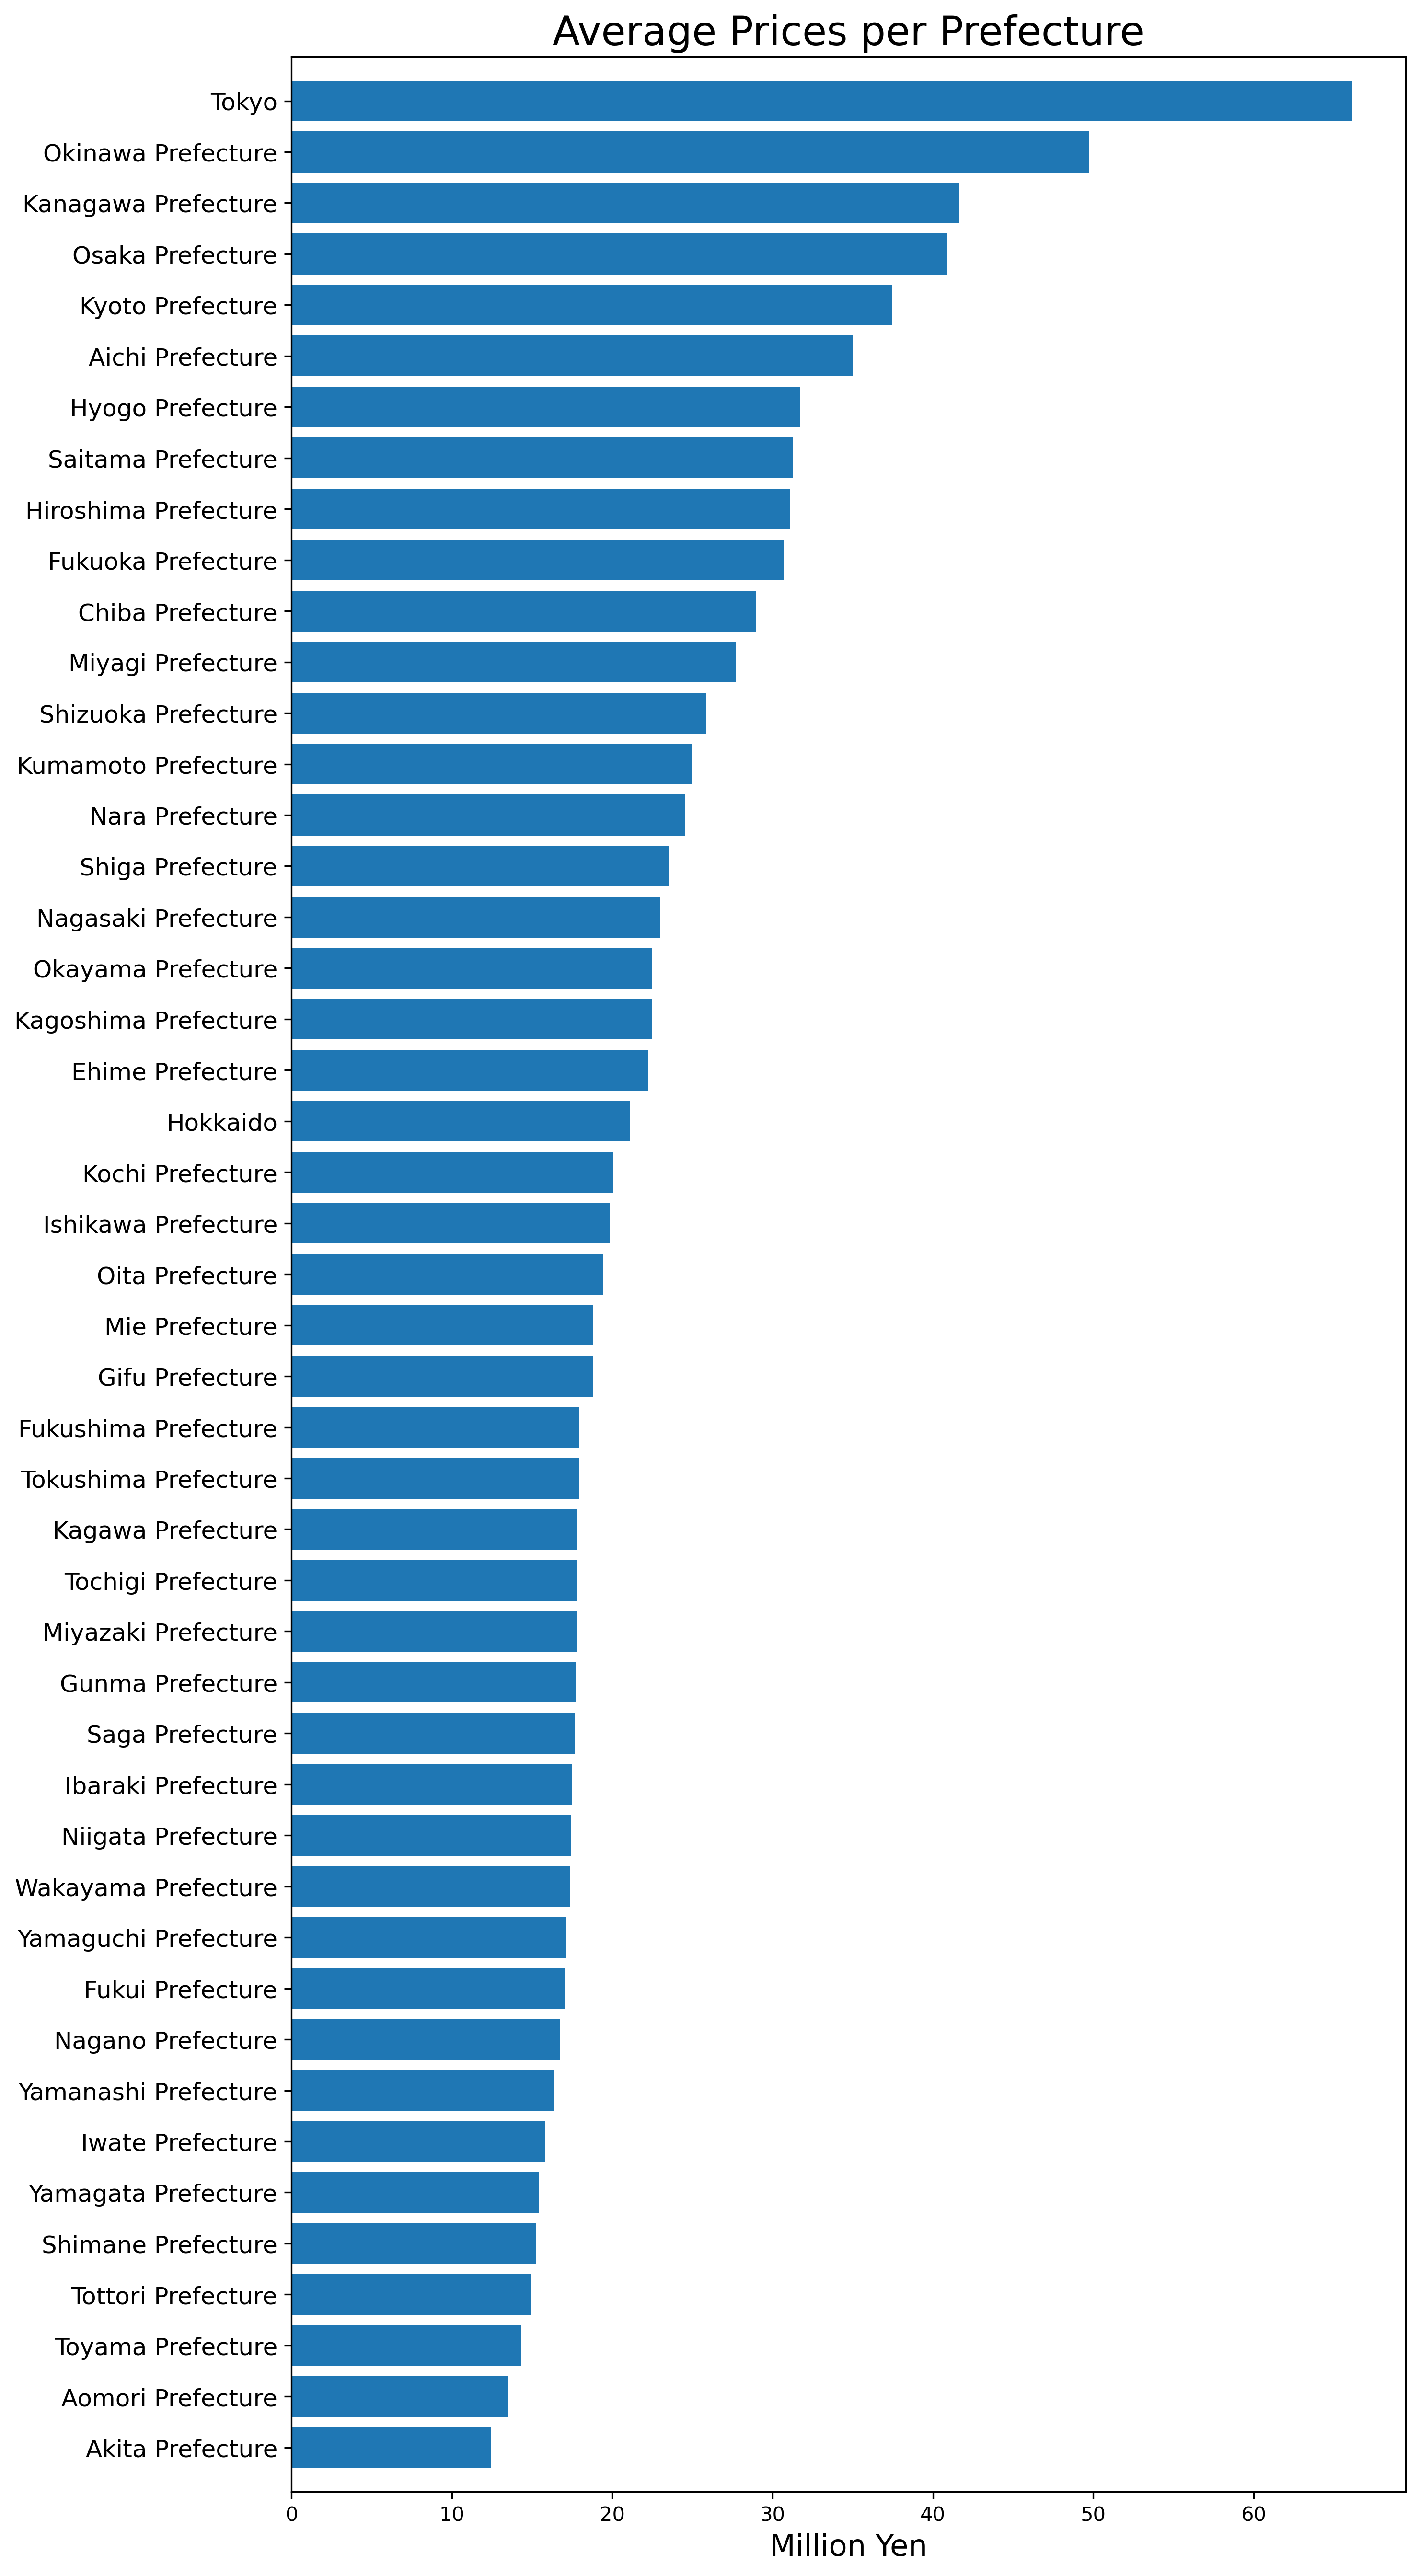 Average Prices per Prefecture
Tokyo
Okinawa Prefecture
Kanagawa Prefecture
Osaka Prefecture
Kyoto Prefecture
Aichi Prefecture
Hyogo Prefecture
Saitama Prefecture
Hiroshima Prefecture
Fukuoka Prefecture
Chiba Prefecture
Miyagi Prefecture
Shizuoka Prefecture
Kumamoto Prefecture
Nara Prefecture
Shiga Prefecture
Nagasaki Prefecture
Okayama Prefecture
Kagoshima Prefecture
Ehime Prefecture
Hokkaido
Kochi Prefecture
Ishikawa Prefecture
Oita Prefecture
Mie Prefecture
Gifu Prefecture
Fukushima Prefecture
Tokushima Prefecture
Kagawa Prefecture
Tochigi Prefecture
Miyazaki Prefecture
Gunma Prefecture
Saga Prefecture
Ibaraki Prefecture
Niigata Prefecture
Wakayama Prefecture
Yamaguchi Prefecture
Fukui Prefecture
Nagano Prefecture
Yamanashi Prefecture
Iwate Prefecture
Yamagata Prefecture
Shimane Prefecture
Tottori Prefecture
Toyama Prefecture
Aomori Prefecture
Akita Prefecture
0 10 20 30 40 50 60
Million Yen